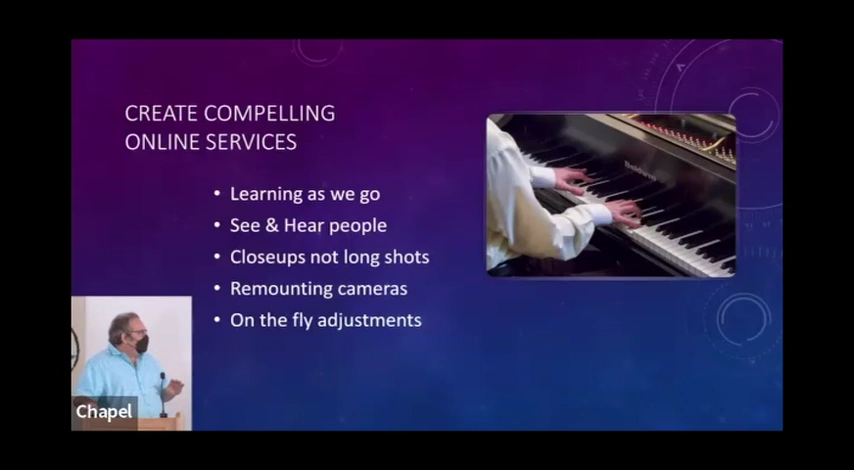 CREATE COMPELLING
ONLINE SERVICES
• Learning as we go
• See & Hear people
• Closeups not long shots
• Remounting cameras
• On the fly adjustments
Baldwin
Chapel